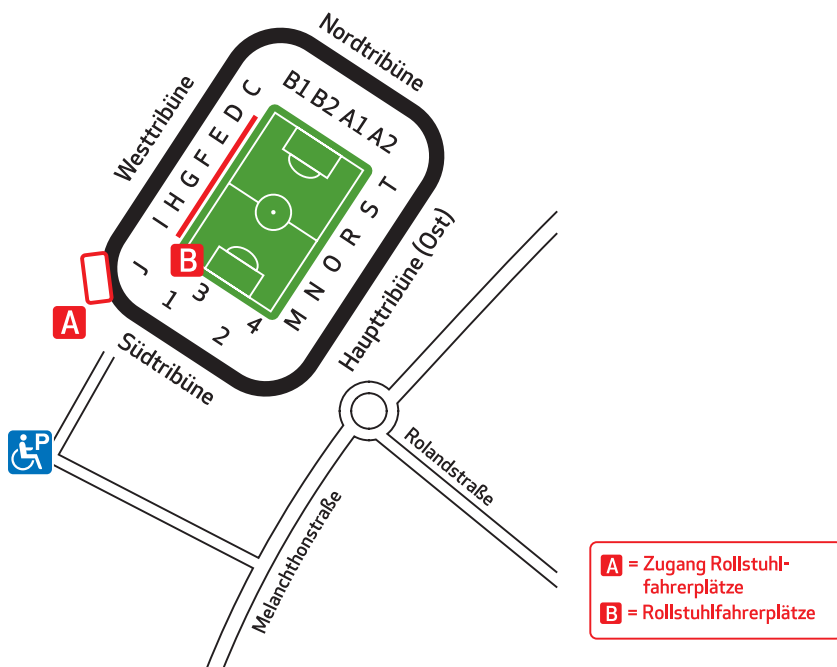 Nordtribüne
Westtribüne
B1 B2 A1 A2
C
D
E
F
G
H
I
J
T
S
R
O
N
M
B
1
3
2
4
A
Südtribüne
Haupttribüne (Ost)
P
Rolandstraße
Melanchthonstraße
A = Zugang Rollstuhl-
fahrerplätze
B = Rollstuhlfahrerplätze